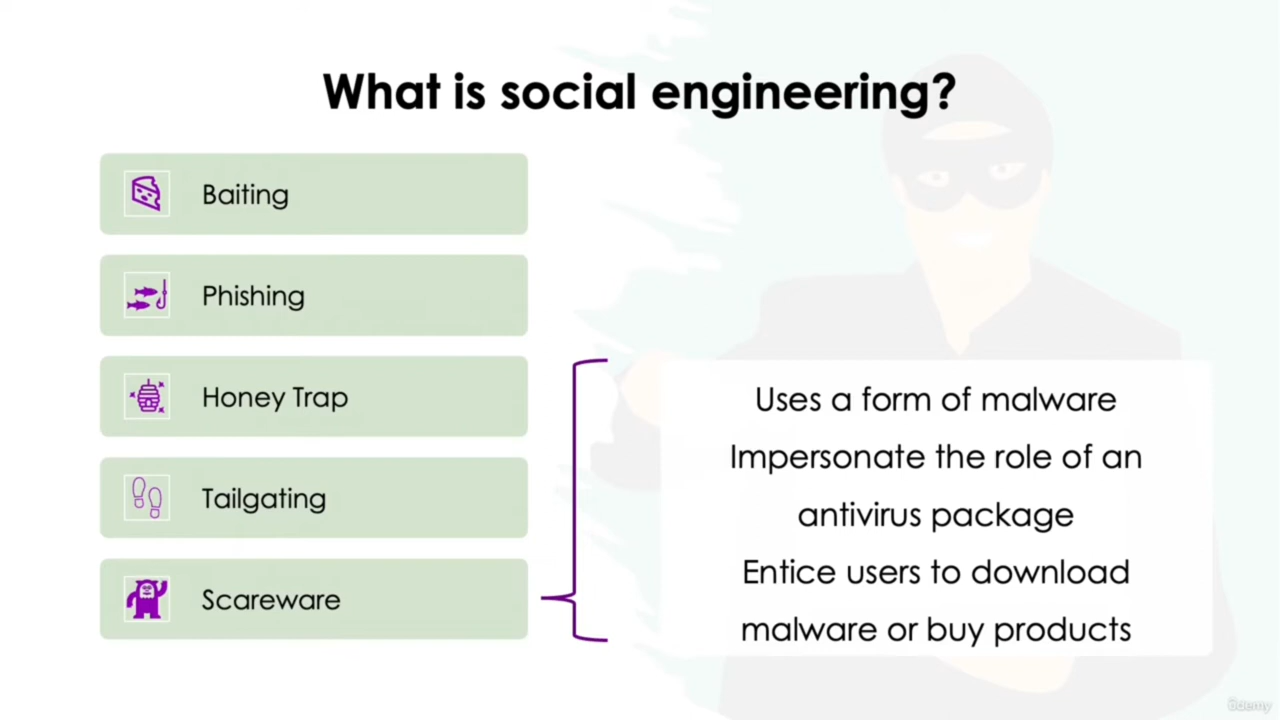 What is social engineering?
Baiting
Phishing
Honey Trap
Tailgating
Scareware
Uses a form of malware
Impersonate the role of an
antivirus package
Entice users to download
malware or buy products
ûdemy